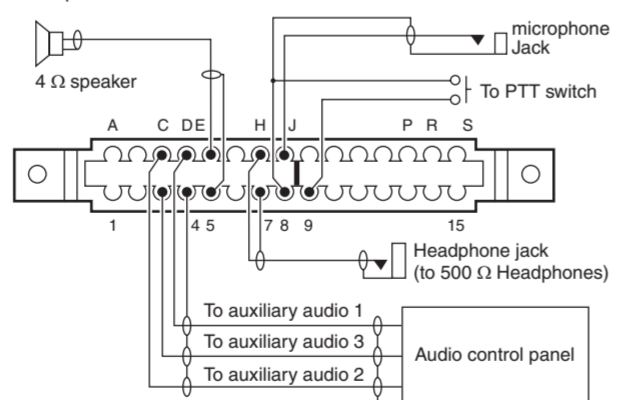 microphone
Jack
4 Ω speaker
To PTT switch
A C D E H J P R S
1 4 5 7 8 9 15
Headphone jack
(to 500 Ω Headphones)
To auxiliary audio 1
To auxiliary audio 3
Audio control panel
To auxiliary audio 2